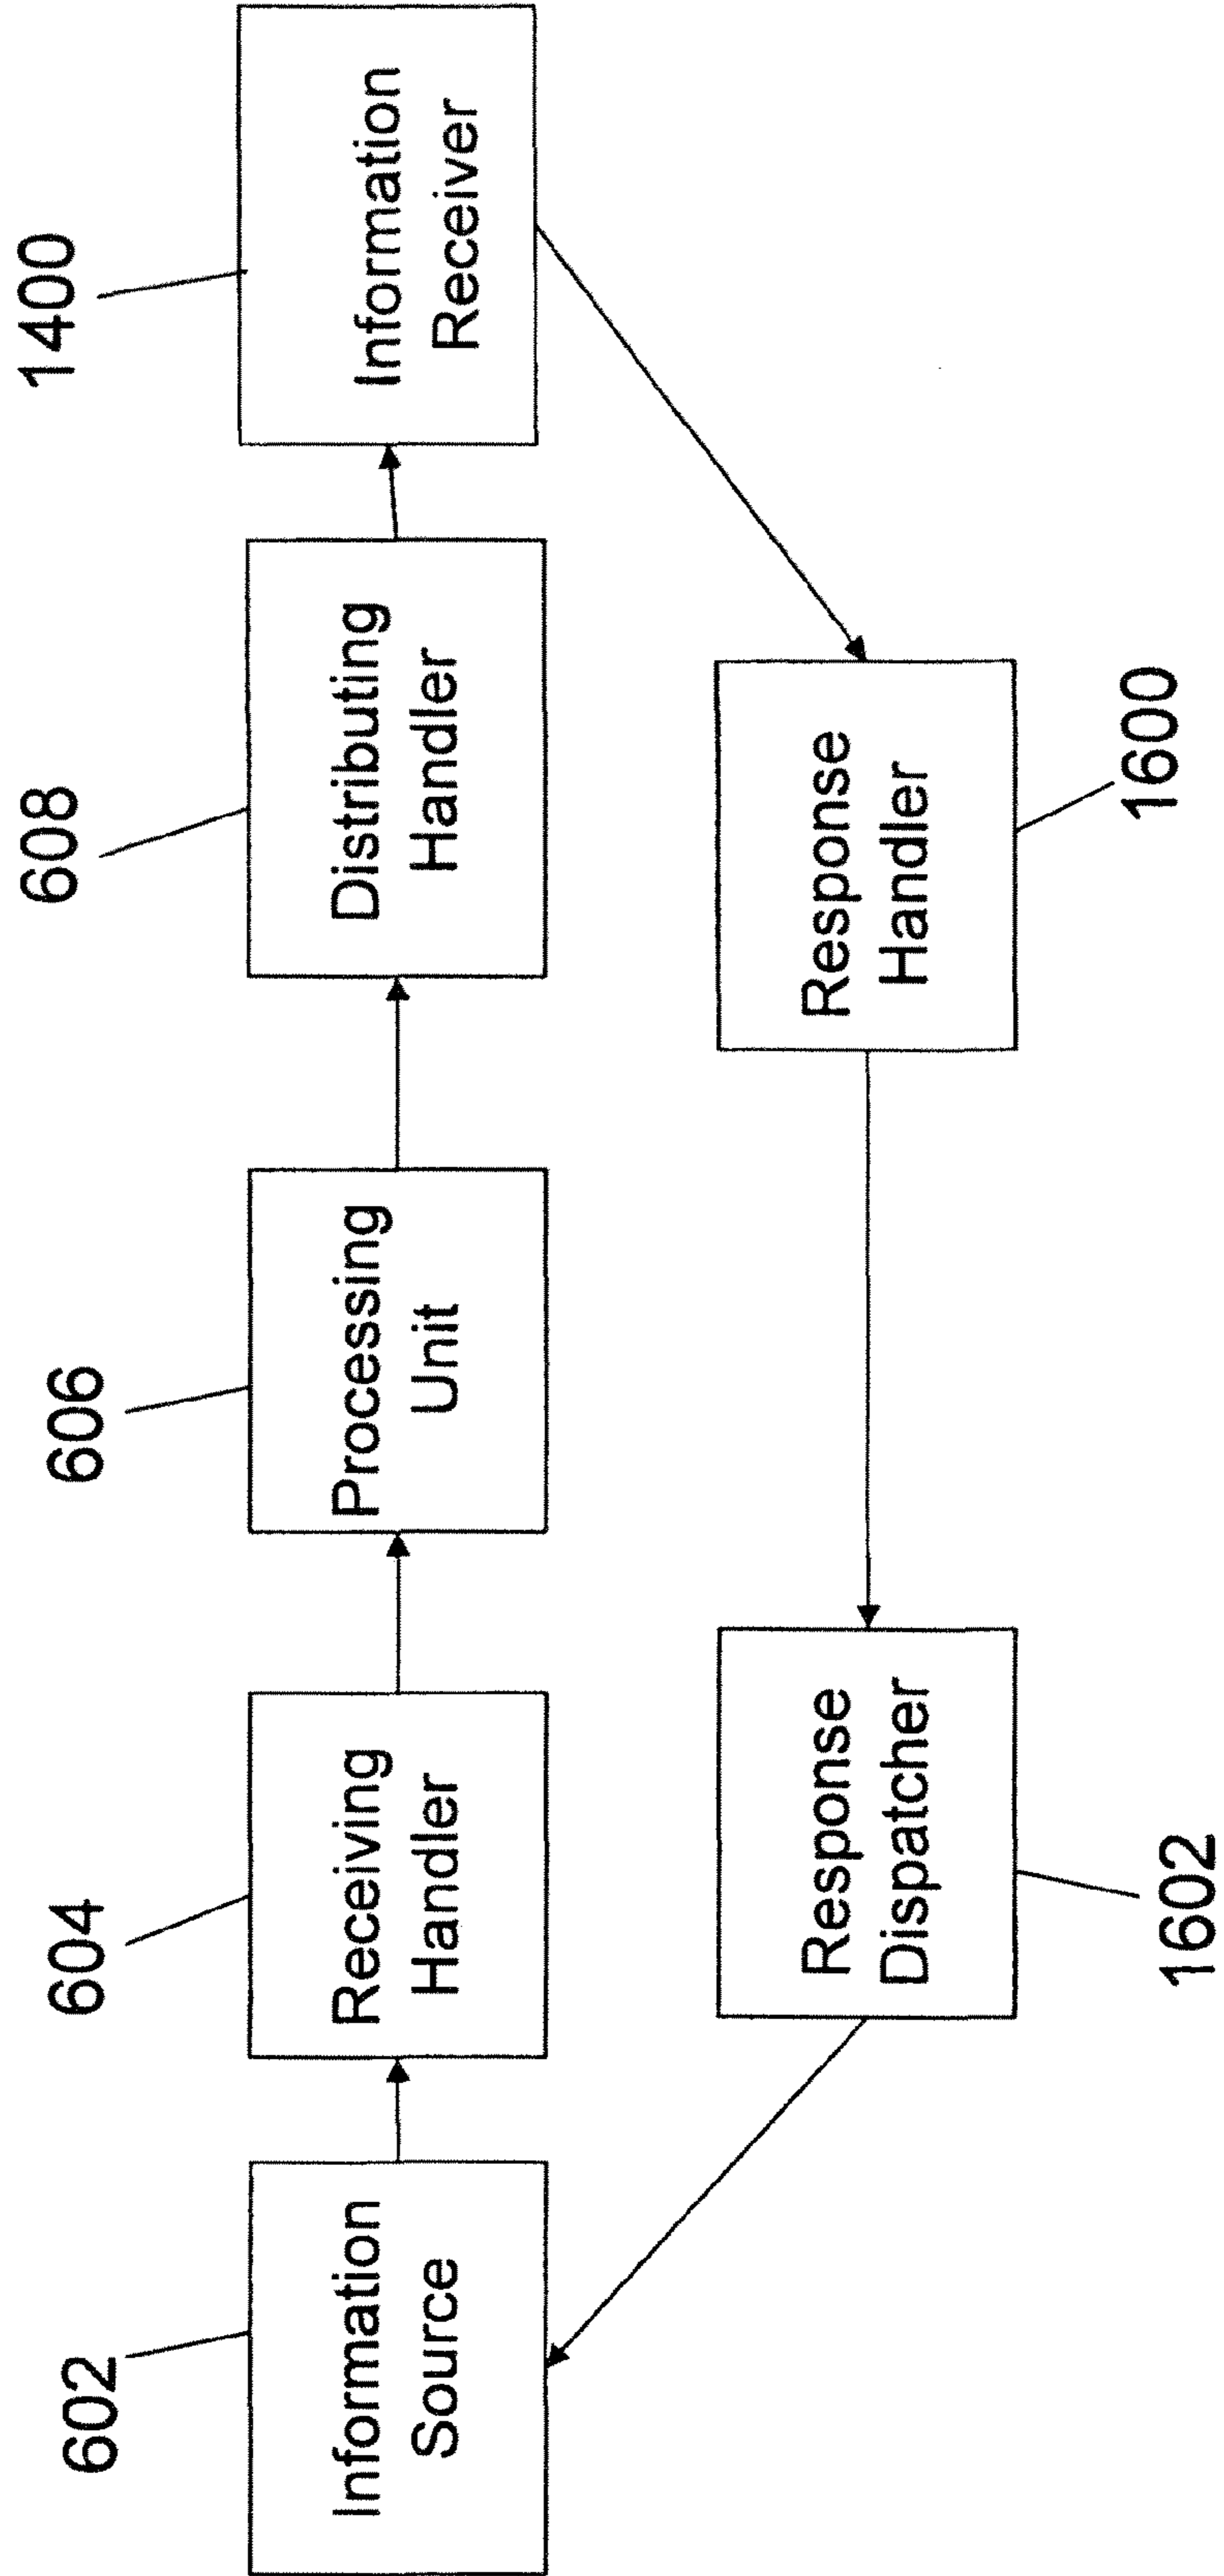 602
604
606
608
1400
Information
Source
Receiving
Handler
Processing
Unit
Distributing
Handler
Information
Receiver
Response
Dispatcher
Response
Handler
1602
1600